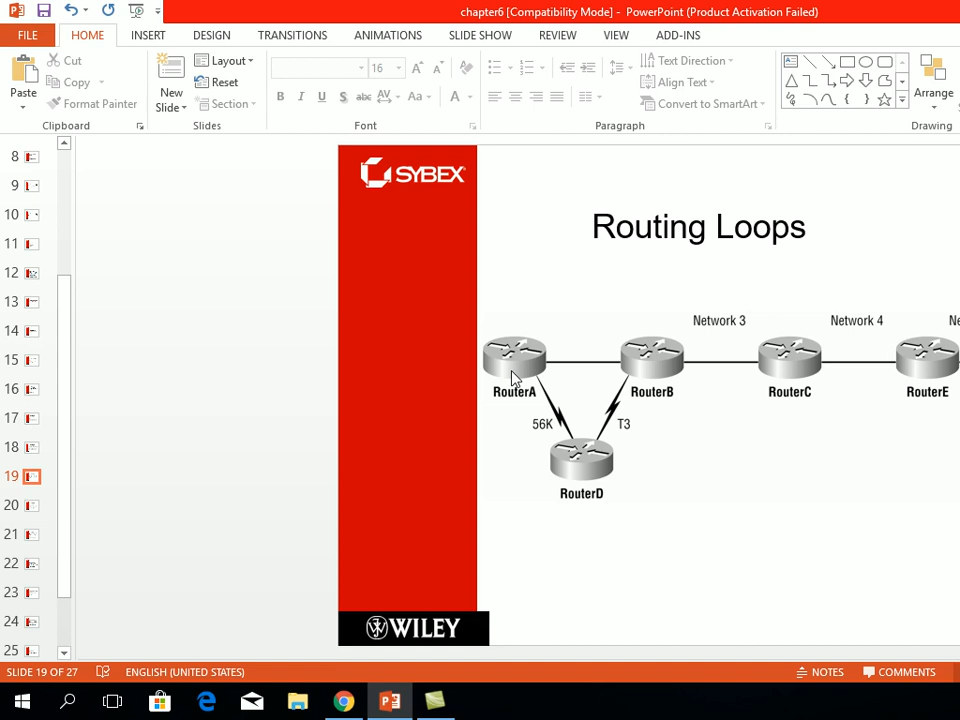 chapter6 [Compatibility Mode] - PowerPoint (Product Activation Failed)
FILE HOME INSERT DESIGN TRANSITIONS ANIMATIONS SLIDE SHOW REVIEW VIEW ADD-INS
Paste
Cut
Copy
Format Painter
Clipboard
New
Slide
Layout
Reset
Section
Slides
16
B I U S abc AV Aa A
Font
Text Direction
Align Text
Convert to SmartArt
Paragraph
Arrange
Drawing
8
9
10
11
12
13
14
15
16
17
18
19
20
21
22
23
24
25
SYBEX
Routing Loops
Network 3
Network 4
RouterA
RouterB
RouterC
RouterE
56K
T3
RouterD
WILEY
SLIDE 19 OF 27
ENGLISH (UNITED STATES)
NOTES
COMMENTS